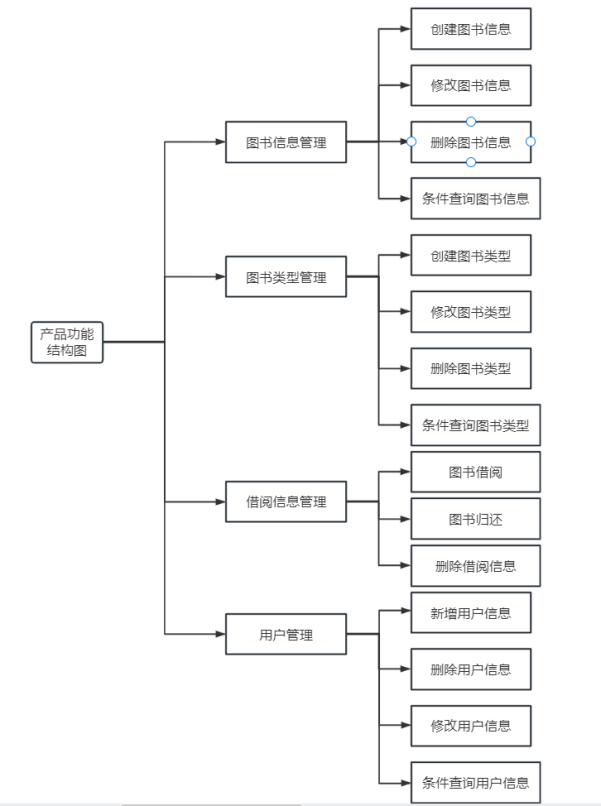 产品功能
结构图
图书信息管理
创建图书信息
修改图书信息
删除图书信息
条件查询图书信息
图书类型管理
创建图书类型
修改图书类型
删除图书类型
条件查询图书类型
借阅信息管理
图书借阅
图书归还
删除借阅信息
用户管理
新增用户信息
删除用户信息
修改用户信息
条件查询用户信息